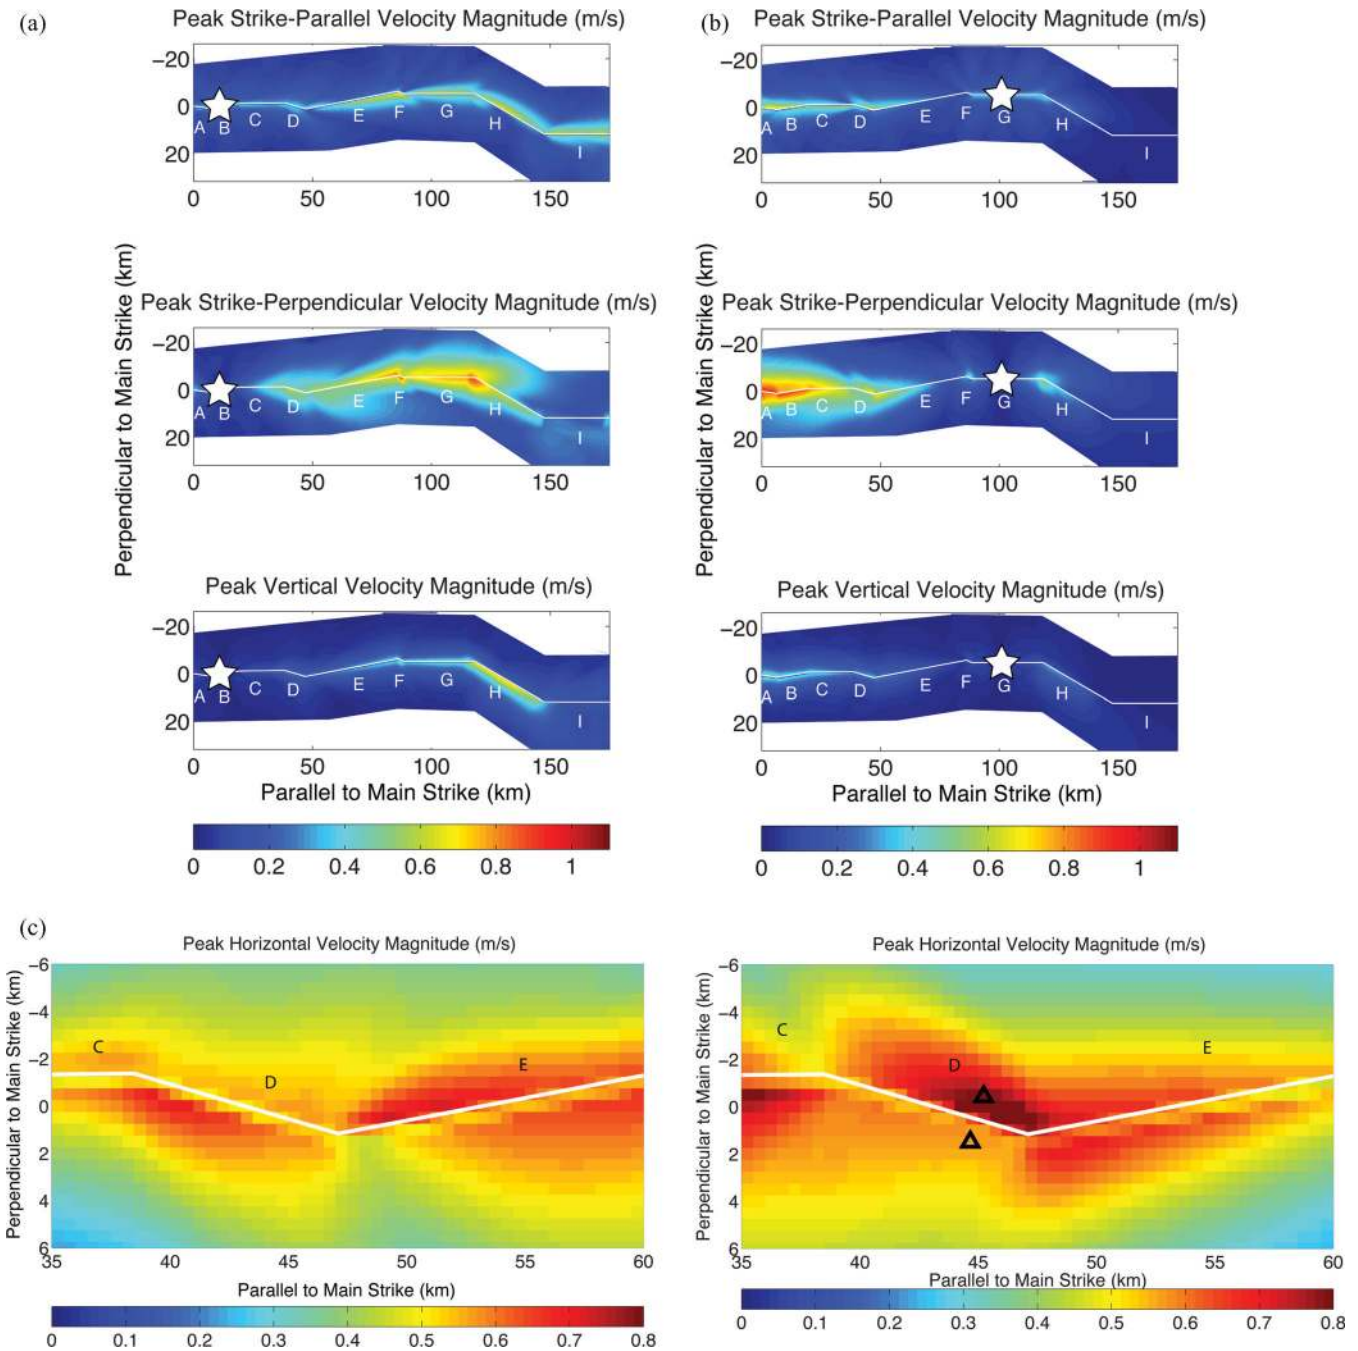 (a)
Peak Strike-Parallel Velocity Magnitude (m/s)
−20
0
20
A B C D E F G H I
0 50 100 150
Perpendicular to Main Strike (km)
Peak Strike-Perpendicular Velocity Magnitude (m/s)
−20
0
20
A B C D E F G H I
0 50 100 150
Peak Vertical Velocity Magnitude (m/s)
−20
0
20
A B C D E F G H I
0 50 100 150
Parallel to Main Strike (km)
0 0.2 0.4 0.6 0.8 1
(b)
Peak Strike-Parallel Velocity Magnitude (m/s)
−20
0
20
A B C D E F G H I
0 50 100 150
Perpendicular to Main Strike (km)
Peak Strike-Perpendicular Velocity Magnitude (m/s)
−20
0
20
A B C D E F G H I
0 50 100 150
Peak Vertical Velocity Magnitude (m/s)
−20
0
20
A B C D E F G H I
0 50 100 150
Parallel to Main Strike (km)
0 0.2 0.4 0.6 0.8 1
(c)
Peak Horizontal Velocity Magnitude (m/s)
Perpendicular to Main Strike (km)
−6
−4
−2
0
2
4
6
C D E
35 40 45 50 55 60
Parallel to Main Strike (km)
0 0.1 0.2 0.3 0.4 0.5 0.6 0.7 0.8
Peak Horizontal Velocity Magnitude (m/s)
Perpendicular to Main Strike (km)
−6
−4
−2
0
2
4
6
C D E
35 40 45 50 55 60
Parallel to Main Strike (km)
0 0.1 0.2 0.3 0.4 0.5 0.6 0.7 0.8